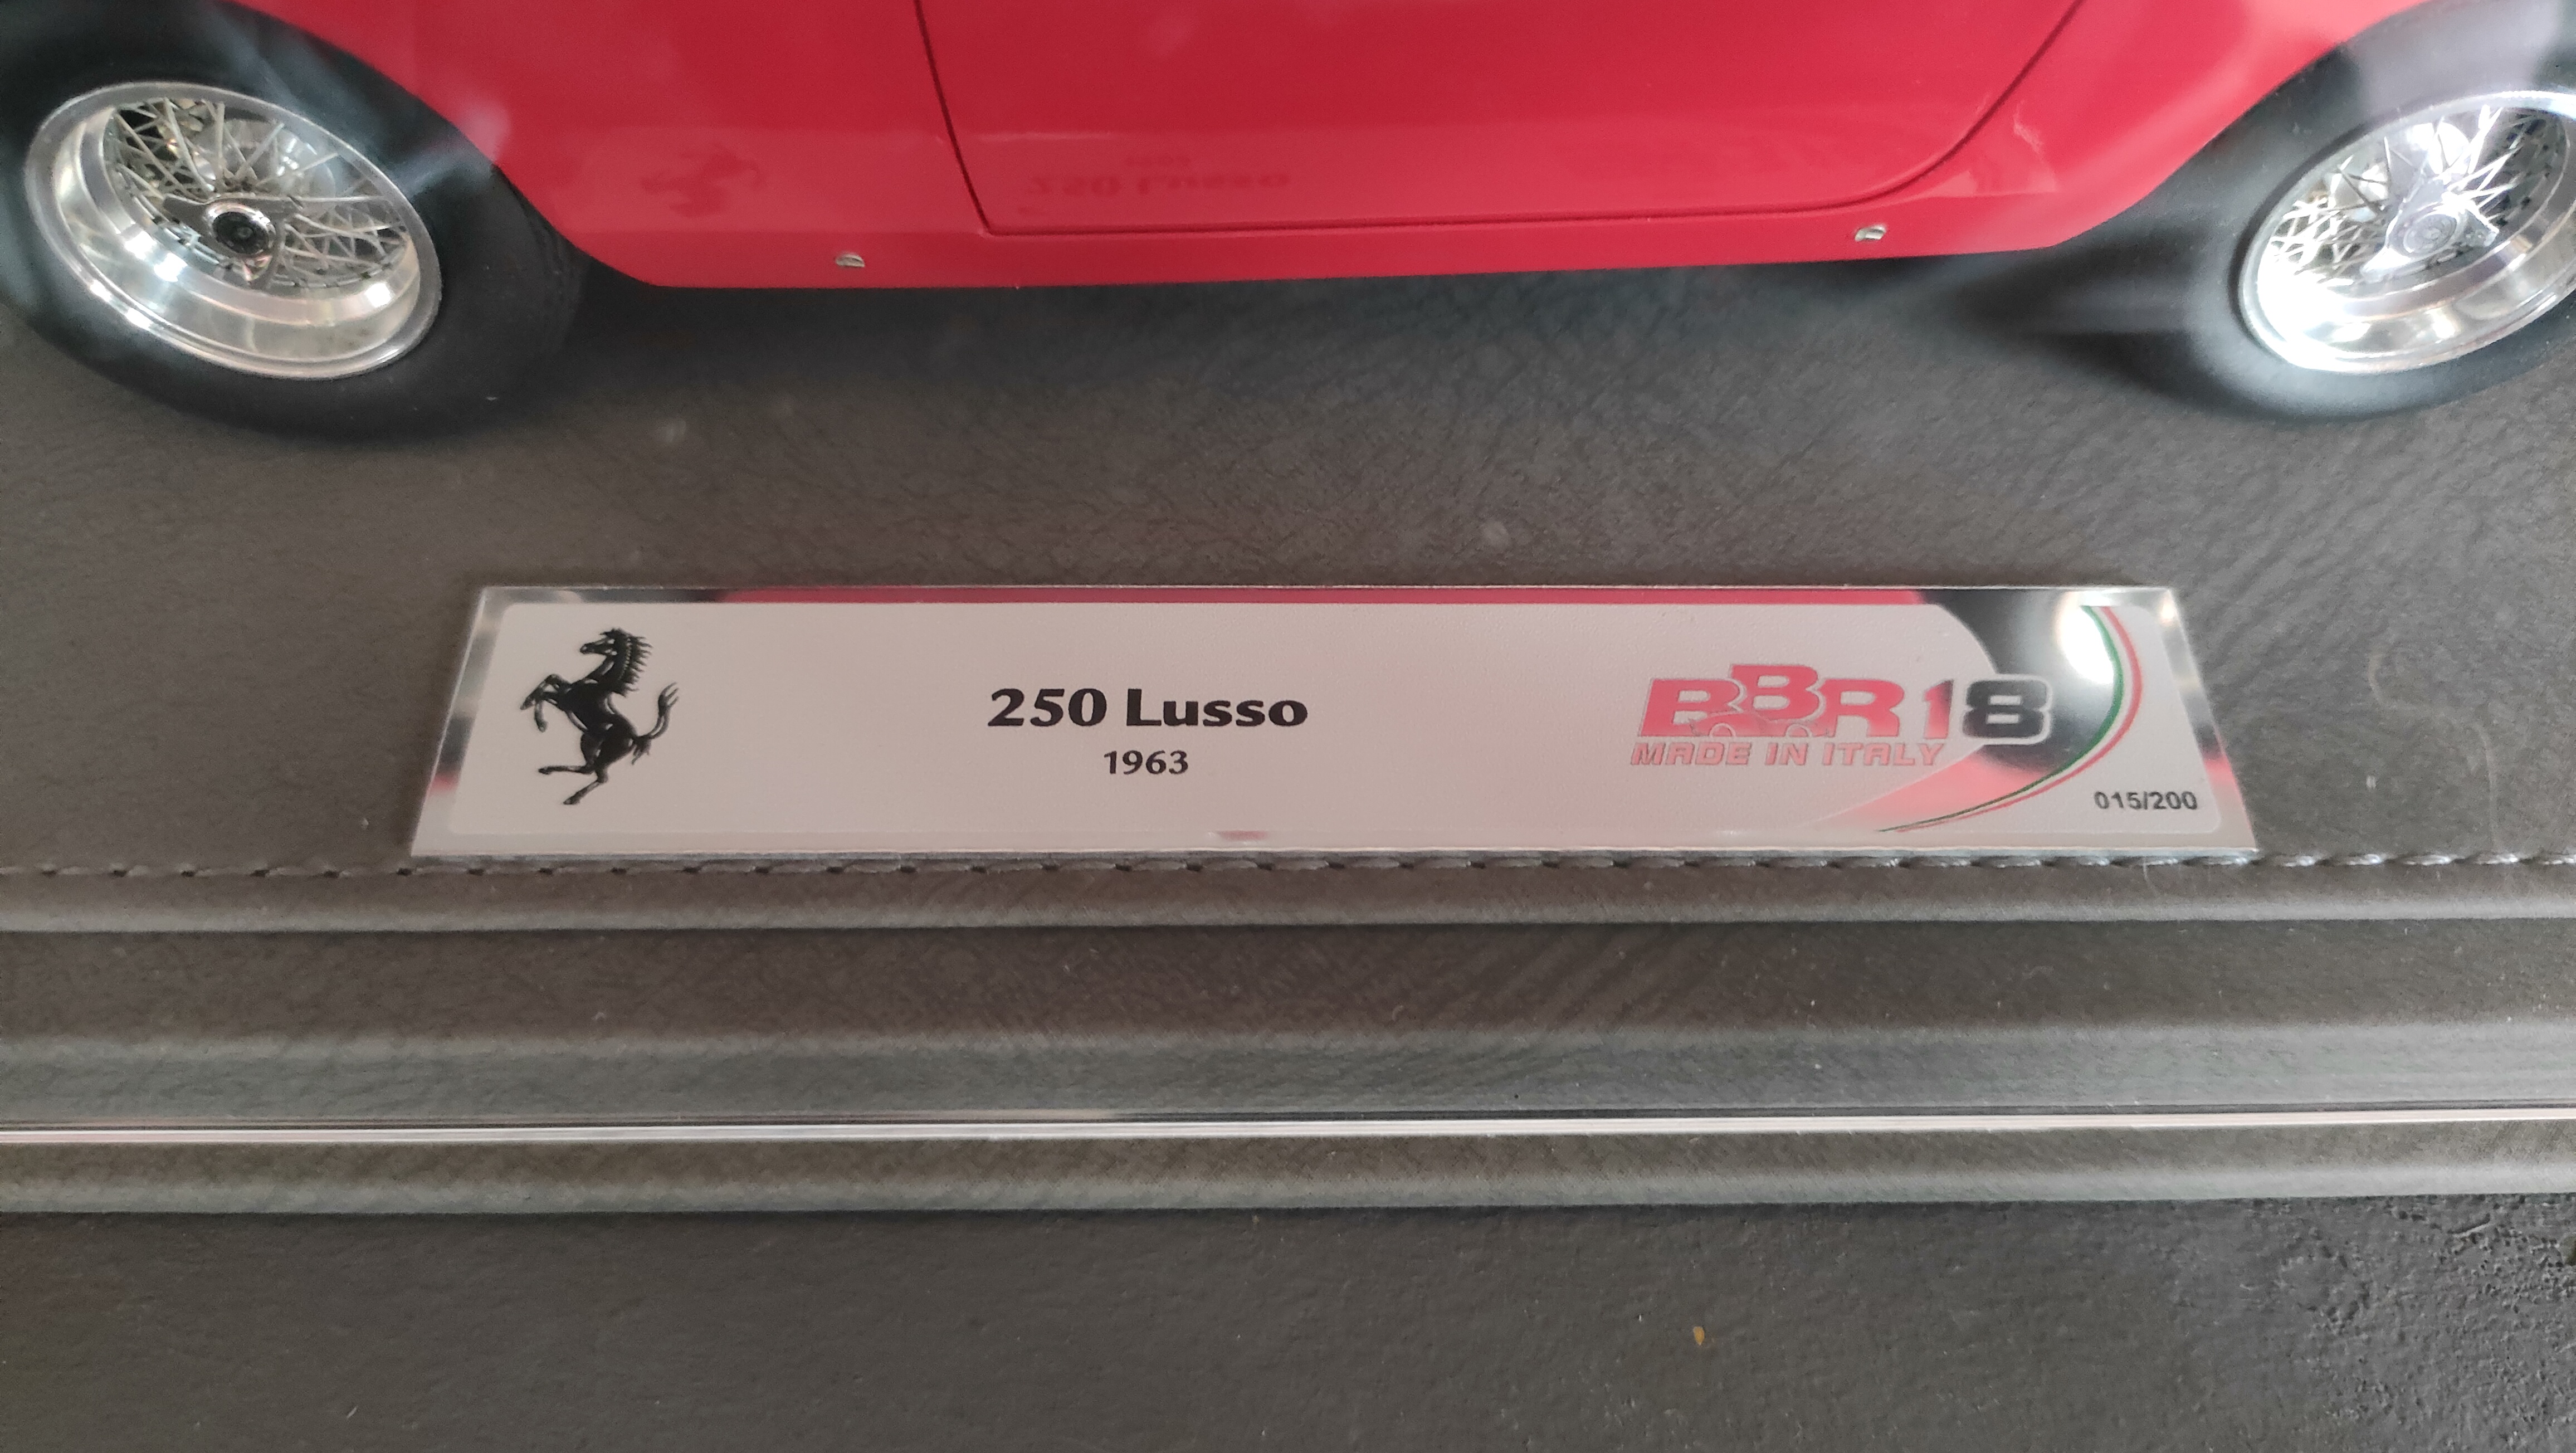 250 Lusso
1963
BBR18
MADE IN ITALY
015/200